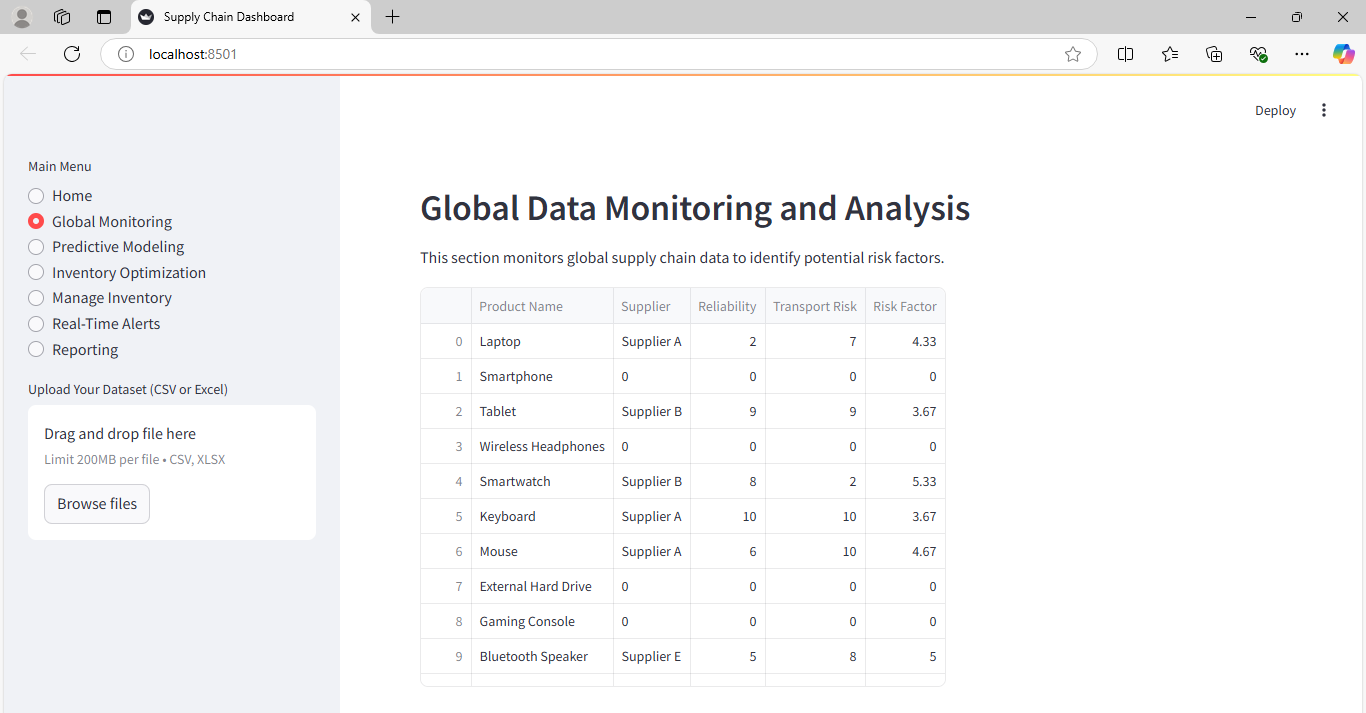 Supply Chain Dashboard
localhost:8501
Deploy
Main Menu
Home
Global Monitoring
Predictive Modeling
Inventory Optimization
Manage Inventory
Real-Time Alerts
Reporting
Upload Your Dataset (CSV or Excel)
Drag and drop file here
Limit 200MB per file • CSV, XLSX
Browse files
Global Data Monitoring and Analysis
This section monitors global supply chain data to identify potential risk factors.
Product Name Supplier Reliability Transport Risk Risk Factor
0 Laptop Supplier A 2 7 4.33
1 Smartphone 0 0 0 0
2 Tablet Supplier B 9 9 3.67
3 Wireless Headphones 0 0 0 0
4 Smartwatch Supplier B 8 2 5.33
5 Keyboard Supplier A 10 10 3.67
6 Mouse Supplier A 6 10 4.67
7 External Hard Drive 0 0 0 0
8 Gaming Console 0 0 0 0
9 Bluetooth Speaker Supplier E 5 8 5